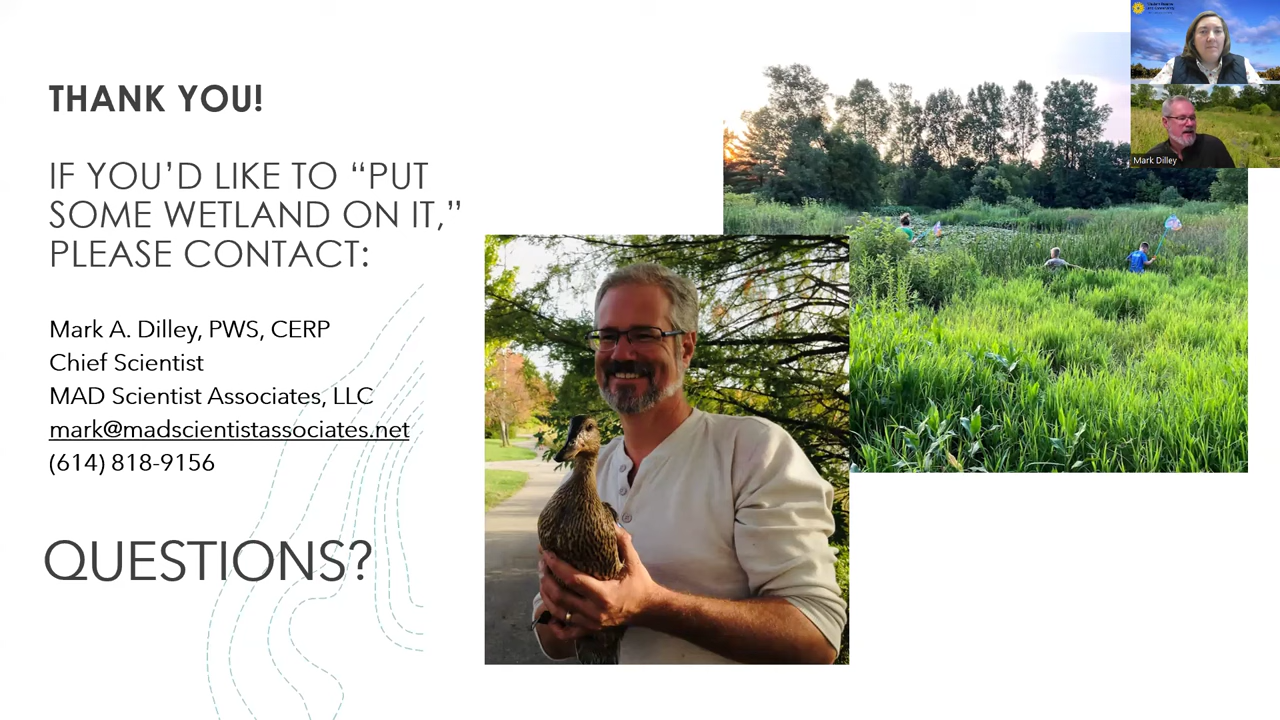 THANK YOU!
IF YOU’D LIKE TO “PUT
SOME WETLAND ON IT,”
PLEASE CONTACT:
Mark A. Dilley, PWS, CERP
Chief Scientist
MAD Scientist Associates, LLC
mark@madscientistassociates.net
(614) 818-9156
QUESTIONS?
Mark Dilley